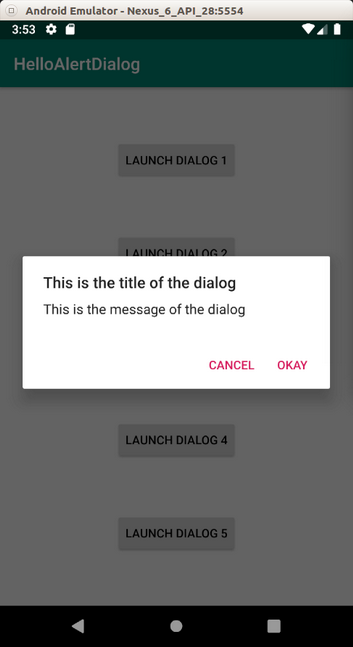 Android Emulator - Nexus_6_API_28:5554
3:53
HelloAlertDialog
LAUNCH DIALOG 1
LAUNCH DIALOG 2
This is the title of the dialog
This is the message of the dialog
CANCEL OKAY
LAUNCH DIALOG 4
LAUNCH DIALOG 5